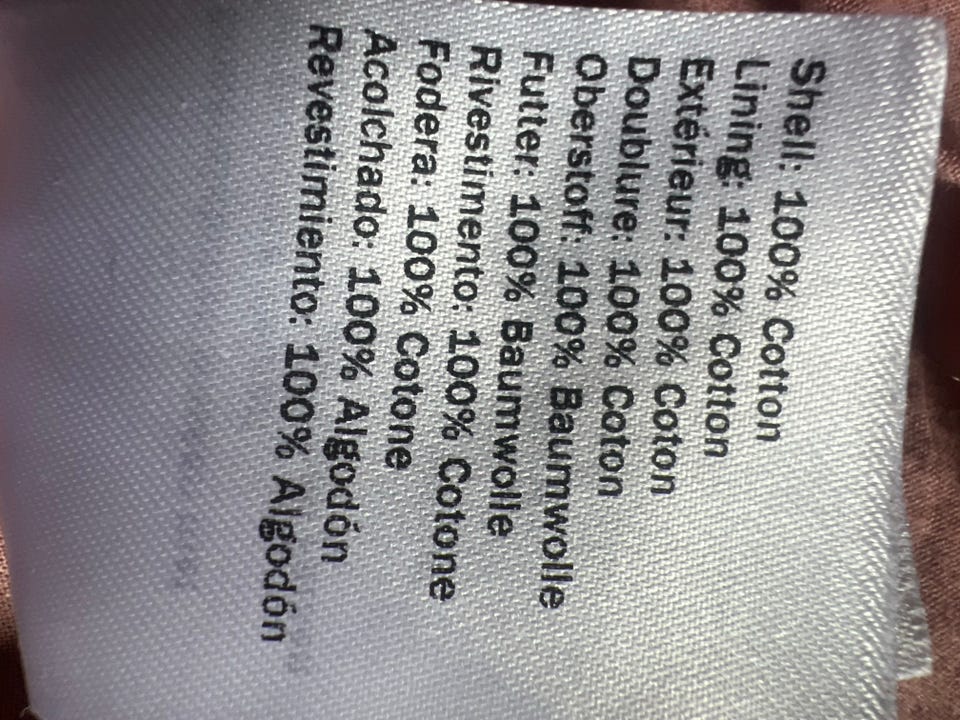 Shell: 100% Cotton
Lining: 100% Cotton
Extérieur: 100% Coton
Doublure: 100% Coton
Oberstoff: 100% Baumwolle
Futter: 100% Baumwolle
Rivestimento: 100% Cotone
Fodera: 100% Cotone
Acolchado: 100% Algodón
Revestimiento: 100% Algodón